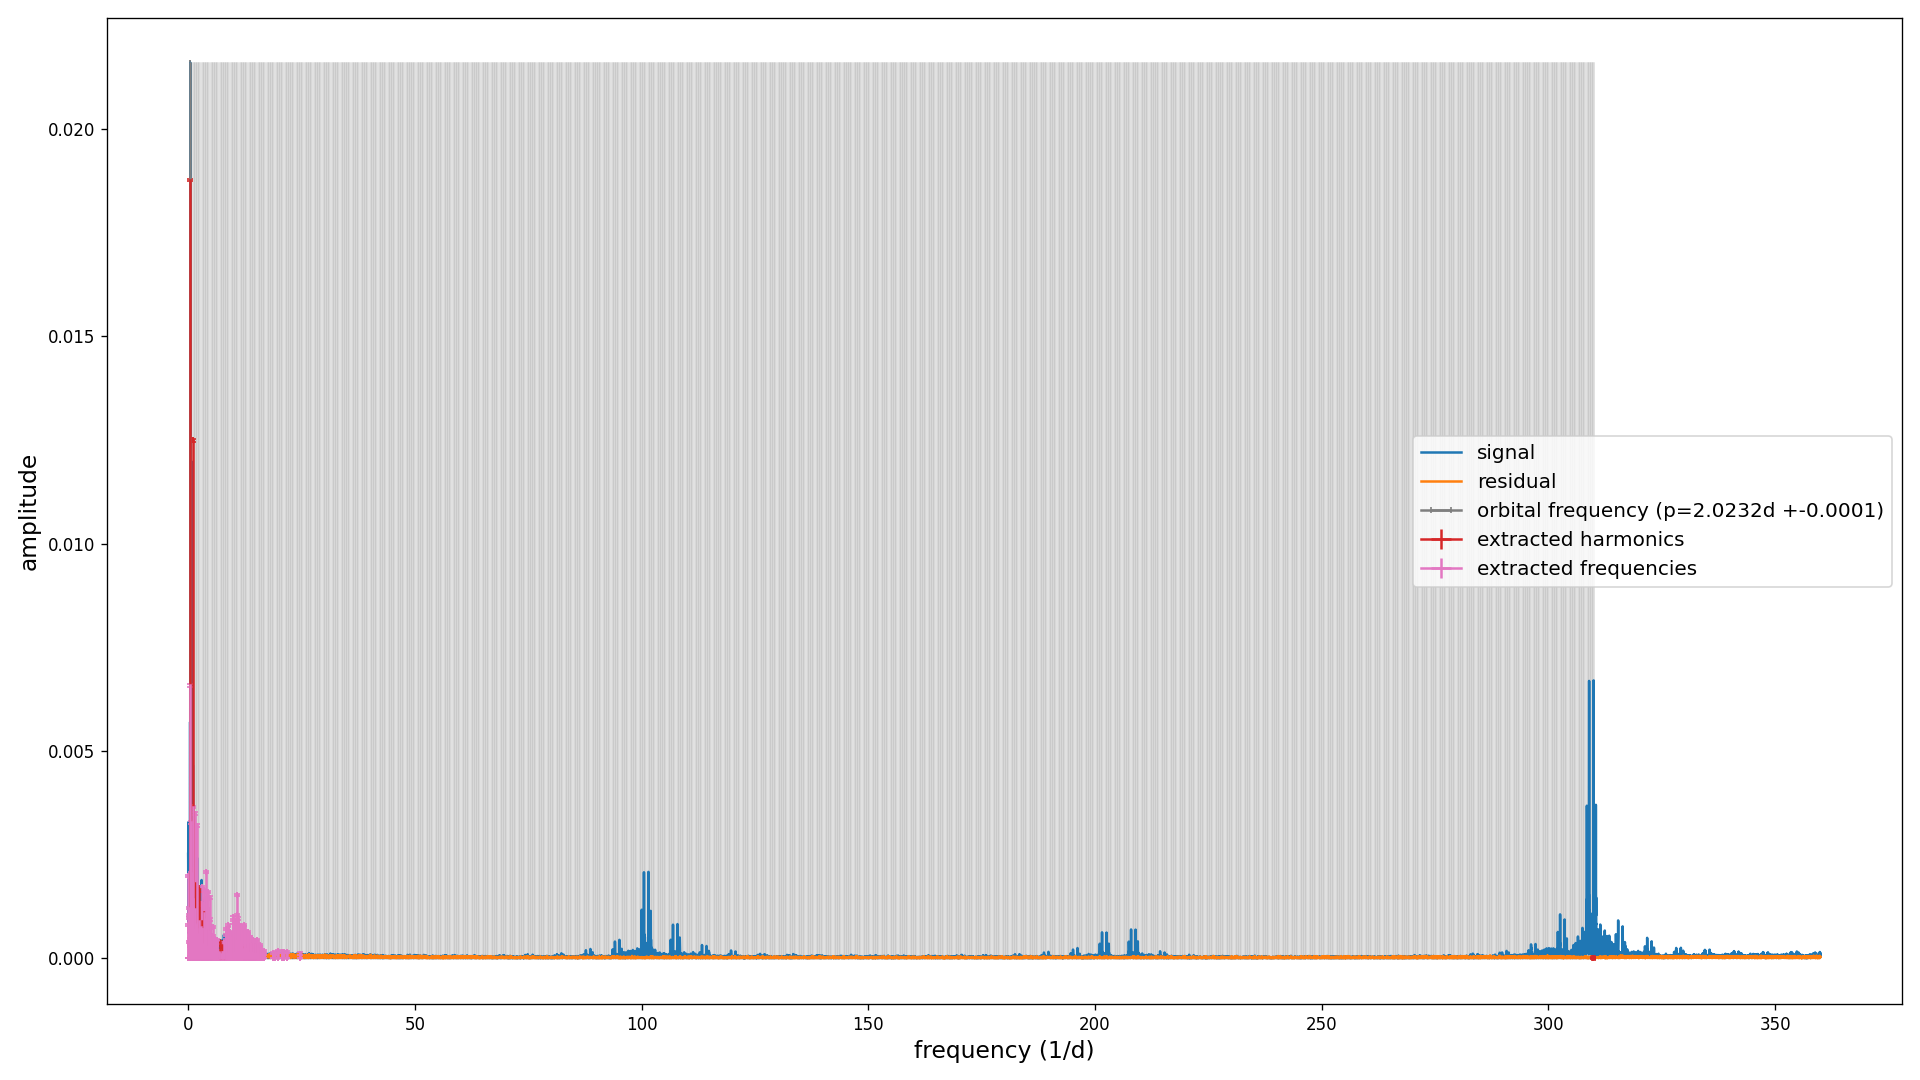 0.020
0.015
0.010
0.005
0.000
amplitude
signal
residual
orbital frequency (p=2.0232d +-0.0001)
extracted harmonics
extracted frequencies
0 50 100 150 200 250 300 350
frequency (1/d)